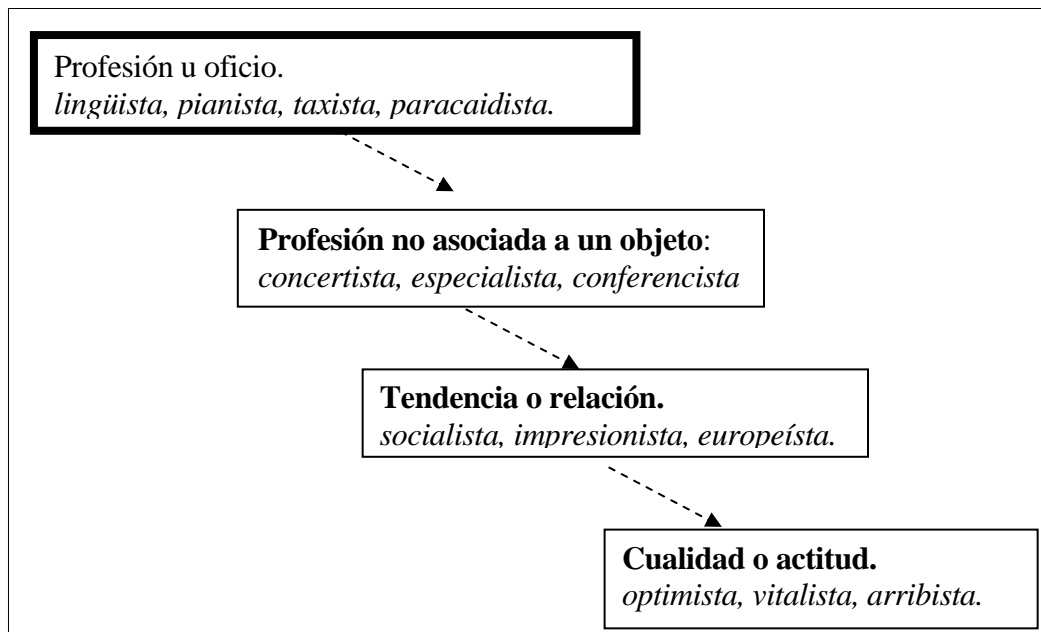 Profesión u oficio.
lingüista, pianista, taxista, paracaidista.
Profesión no asociada a un objeto:
concertista, especialista, conferencista
Tendencia o relación.
socialista, impresionista, europeísta.
Cualidad o actitud.
optimista, vitalista, arribista.